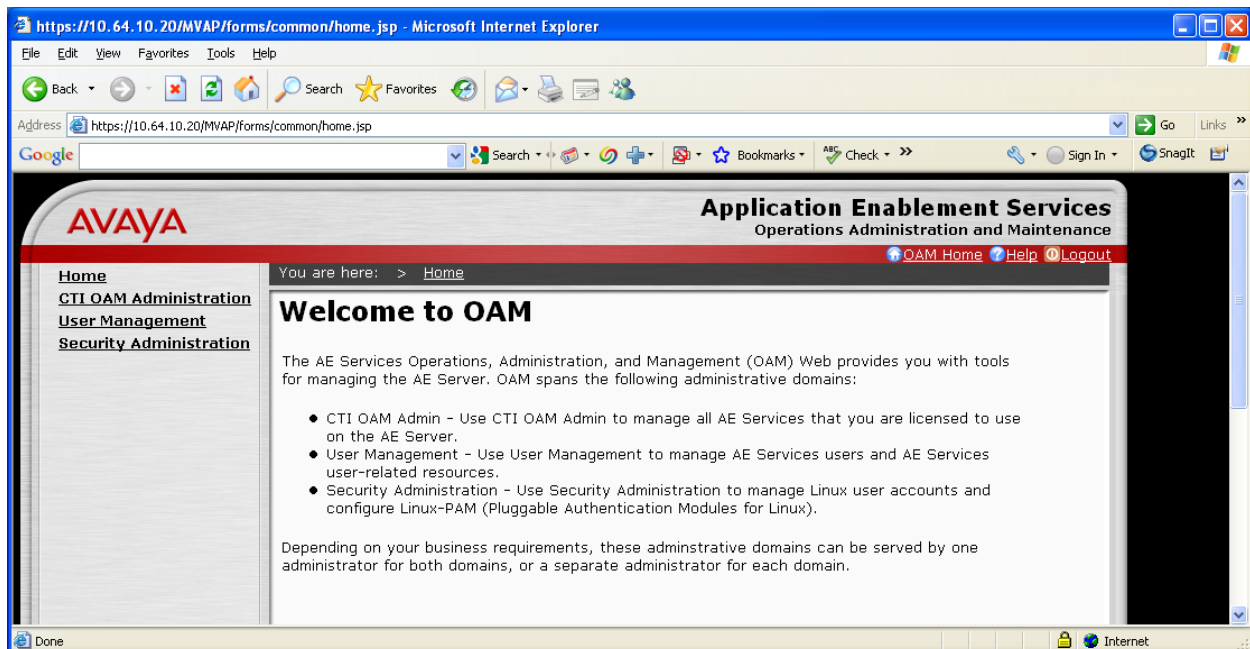 https://10.64.10.20/MVAP/forms/common/home.jsp - Microsoft Internet Explorer
File Edit View Favorites Tools Help
Back Search Favorites
Address https://10.64.10.20/MVAP/forms/common/home.jsp Go Links »
Google Search Bookmarks ABC Check » Sign In SnagIt
AVAYA
Application Enablement Services
Operations Administration and Maintenance
OAM Home Help Logout
Home
CTI OAM Administration
User Management
Security Administration
You are here: > Home
Welcome to OAM
The AE Services Operations, Administration, and Management (OAM) Web provides you with tools
for managing the AE Server. OAM spans the following administrative domains:
● CTI OAM Admin - Use CTI OAM Admin to manage all AE Services that you are licensed to use
on the AE Server.
● User Management - Use User Management to manage AE Services users and AE Services
user-related resources.
● Security Administration - Use Security Administration to manage Linux user accounts and
configure Linux-PAM (Pluggable Authentication Modules for Linux).
Depending on your business requirements, these adminstrative domains can be served by one
administrator for both domains, or a separate administrator for each domain.
Done Internet